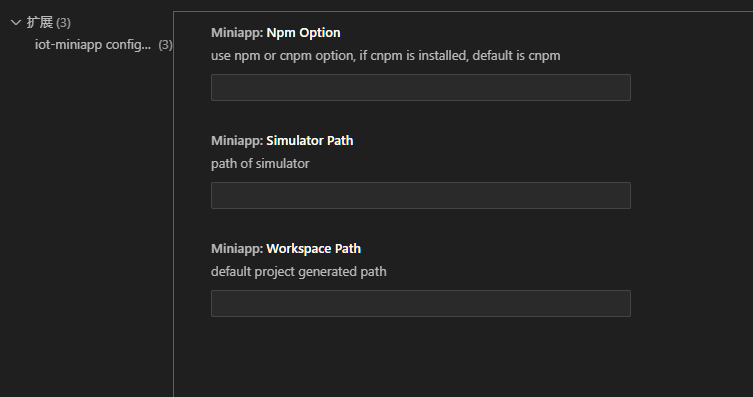 扩展 (3)
iot-miniapp config... (3)
Miniapp: Npm Option
use npm or cnpm option, if cnpm is installed, default is cnpm
Miniapp: Simulator Path
path of simulator
Miniapp: Workspace Path
default project generated path